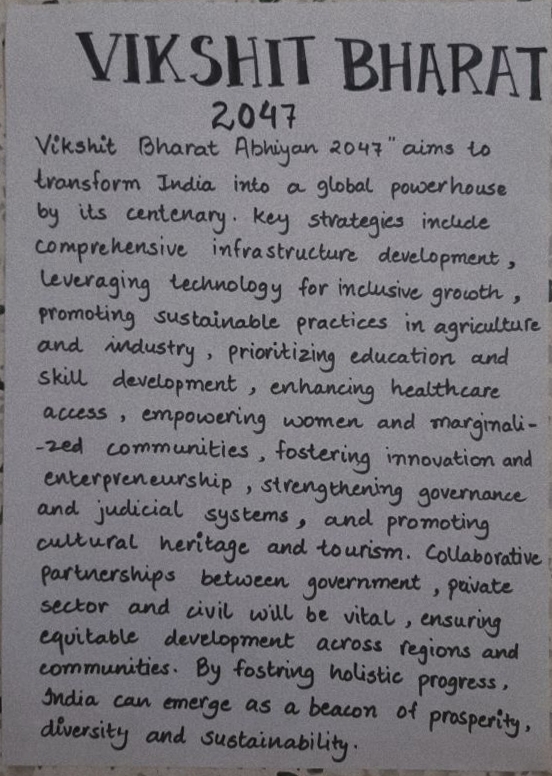 VIKSHIT BHARAT
2047
Vikshit Bharat Abhiyan 2047" aims to
transform India into a global powerhouse
by its centenary. key strategies include
comprehensive infrastructure development,
leveraging technology for inclusive growth,
promoting sustainable practices in agriculture
and industry, prioritizing education and
skill development, enhancing healthcare
access, empowering women and marginali-
-zed communities, fostering innovation and
enterpreneurship, strengthening governance
and judicial systems, and promoting
cultural heritage and tourism. Collaborative
partnerships between government, private
sector and civil will be vital, ensuring
equitable development across regions and
communities. By fostring holistic progress,
India can emerge as a beacon of prosperity,
diversity and sustainability.